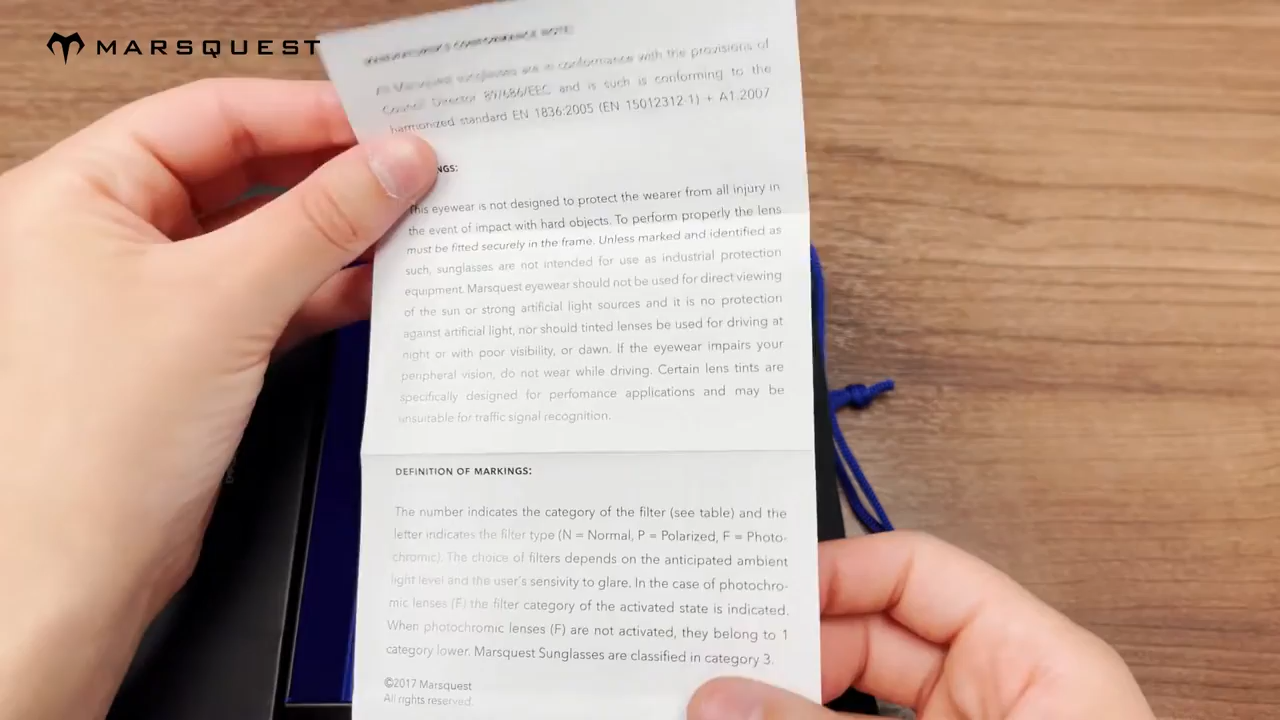 MARSQUEST
All Marsquest sunglasses are in conformance with the provisions of
Council Director 89/686/EEC and is such is conforming to the
harmonized standard EN 1836:2005 (EN 15012312-1) + A1:2007
NGS:
This eyewear is not designed to protect the wearer from all injury in
the event of impact with hard objects. To perform properly the lens
must be fitted securely in the frame. Unless marked and identified as
such, sunglasses are not intended for use as industrial protection
equipment. Marsquest eyewear should not be used for direct viewing
of the sun or strong artificial light sources and it is no protection
against artificial light, nor should tinted lenses be used for driving at
night or with poor visibility, or dawn. If the eyewear impairs your
peripheral vision, do not wear while driving. Certain lens tints are
specifically designed for perfomance applications and may be
unsuitable for traffic signal recognition.
DEFINITION OF MARKINGS:
The number indicates the category of the filter (see table) and the
letter indicates the filter type (N = Normal, P = Polarized, F = Photo-
chromic). The choice of filters depends on the anticipated ambient
light level and the user's sensivity to glare. In the case of photochro-
mic lenses (F) the filter category of the activated state is indicated.
When photochromic lenses (F) are not activated, they belong to 1
category lower. Marsquest Sunglasses are classified in category 3.
©2017 Marsquest
All rights reserved.